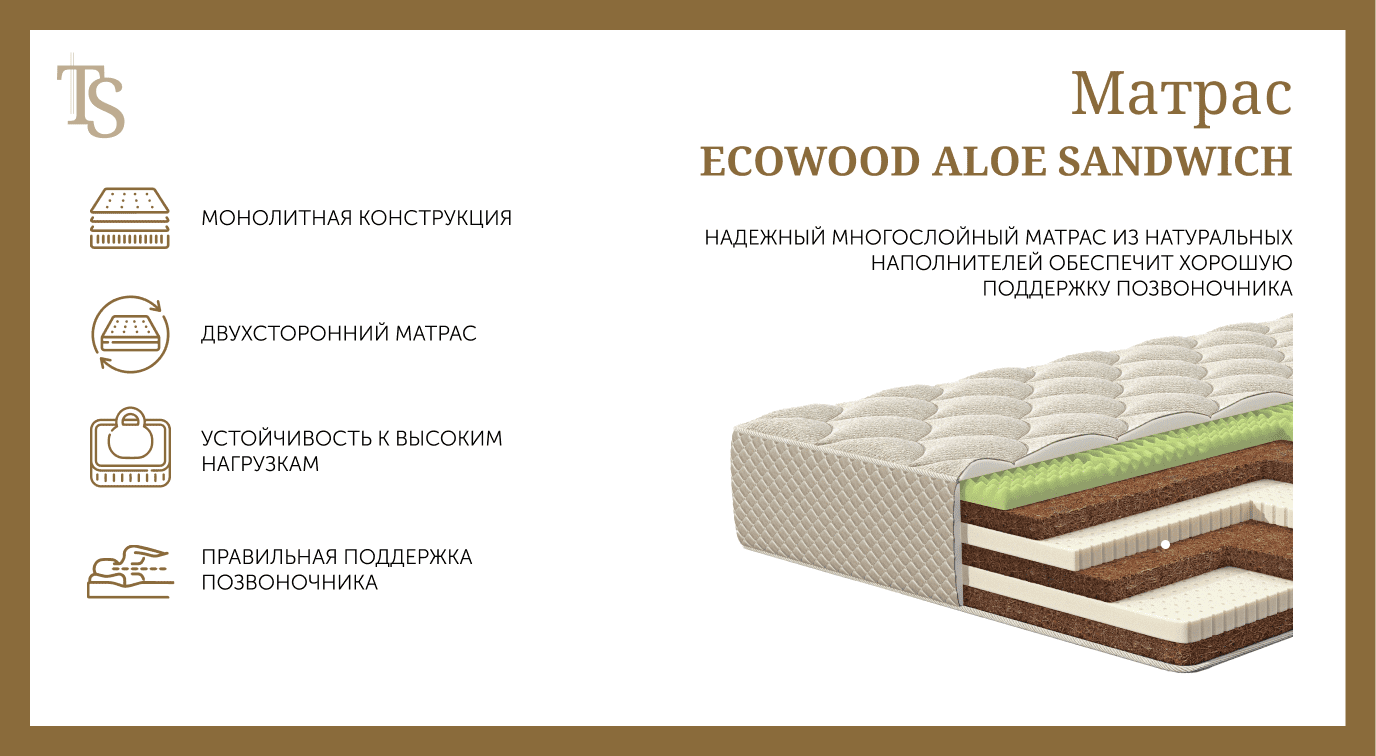 TS
Матрас
ECOWOOD ALOE SANDWICH
НАДЕЖНЫЙ МНОГОСЛОЙНЫЙ МАТРАС ИЗ НАТУРАЛЬНЫХ
НАПОЛНИТЕЛЕЙ ОБЕСПЕЧИТ ХОРОШУЮ
ПОДДЕРЖКУ ПОЗВОНОЧНИКА
МОНОЛИТНАЯ КОНСТРУКЦИЯ
ДВУХСТОРОННИЙ МАТРАС
УСТОЙЧИВОСТЬ К ВЫСОКИМ
НАГРУЗКАМ
ПРАВИЛЬНАЯ ПОДДЕРЖКА
ПОЗВОНОЧНИКА